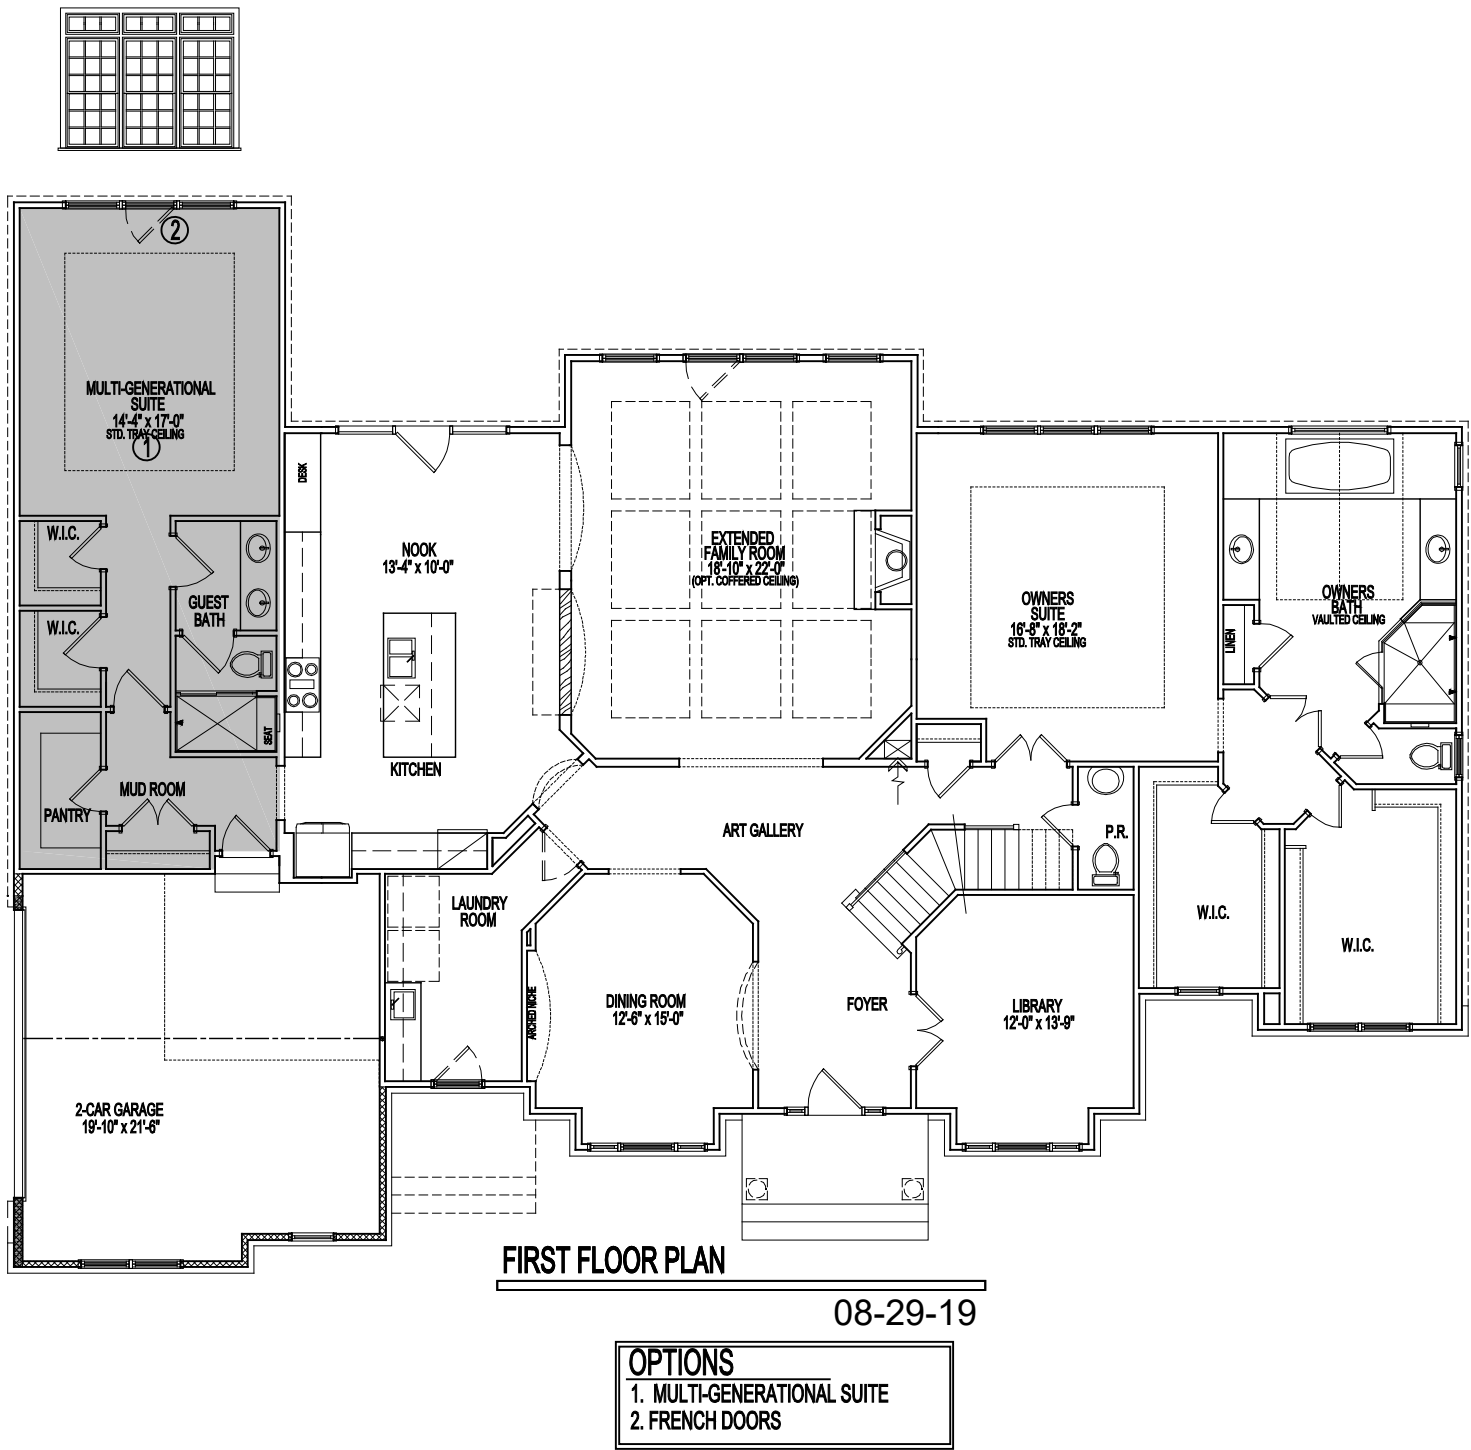 2
MULTI-GENERATIONAL
SUITE
14'-4" x 17'-0"
STD. TRAY CEILING
1
W.I.C.
W.I.C.
GUEST
BATH
SEAT
MUD ROOM
PANTRY
DESK
NOOK
13'-4" x 10'-0"
KITCHEN
EXTENDED
FAMILY ROOM
18'-10" x 22'-0"
(OPT. COFFERED CEILING)
OWNERS
SUITE
16'-8" x 18'-2"
STD. TRAY CEILING
OWNERS
BATH
VAULTED CEILING
LINEN
ART GALLERY
P.R.
LAUNDRY
ROOM
W.I.C.
W.I.C.
ARCHED NICHE
DINING ROOM
12'-6" x 15'-0"
FOYER
LIBRARY
12'-0" x 13'-9"
2-CAR GARAGE
19'-10" x 21'-6"
FIRST FLOOR PLAN
08-29-19
OPTIONS
1. MULTI-GENERATIONAL SUITE
2. FRENCH DOORS